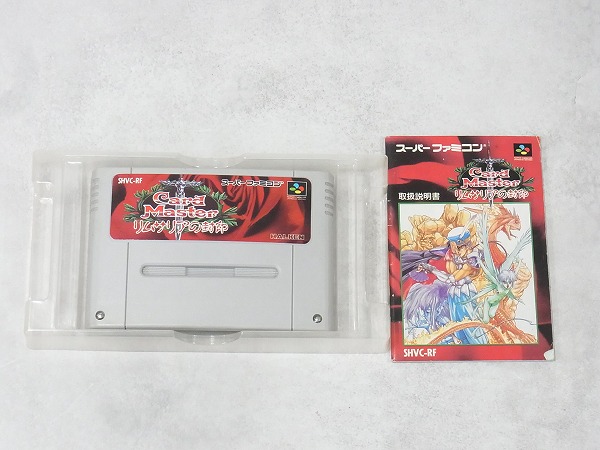 SHVC-RF
スーパーファミコン
Card
Master
リムサリアの封印
HALKEN
スーパーファミコン
Card
Master
リムサリアの封印
取扱説明書
SHVC-RF